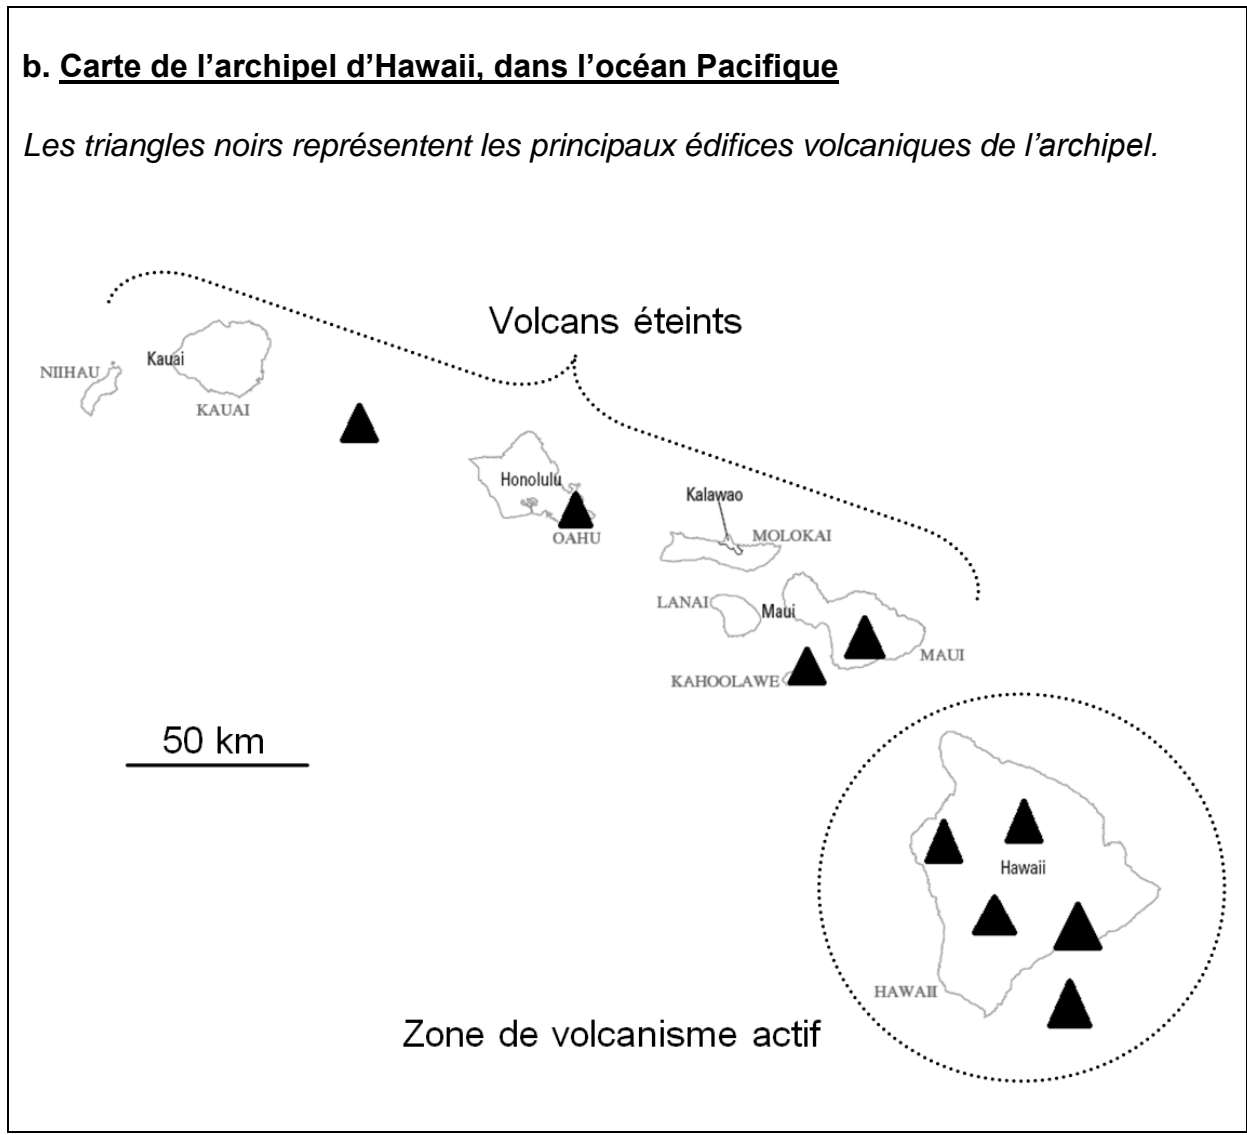 b. Carte de l’archipel d’Hawaii, dans l’océan Pacifique
Les triangles noirs représentent les principaux édifices volcaniques de l’archipel.
Volcans éteints
Kauai
NIIHAU
KAUAI
Honolulu
OAHU
Kalawao
MOLOKAI
LANAI
Maui
MAUI
KAHOOLAWE
50 km
Hawaii
HAWAII
Zone de volcanisme actif